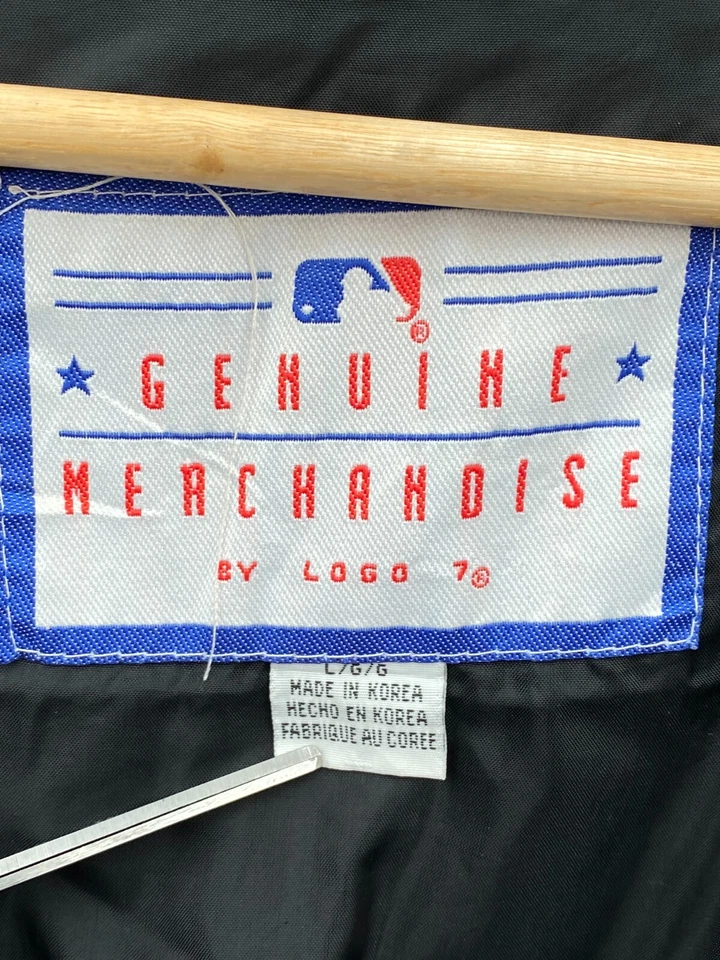 ®
GENUINE
MERCHANDISE
BY LOGO 7®
L/G/G
MADE IN KOREA
HECHO EN KOREA
FABRIQUE AU COREE